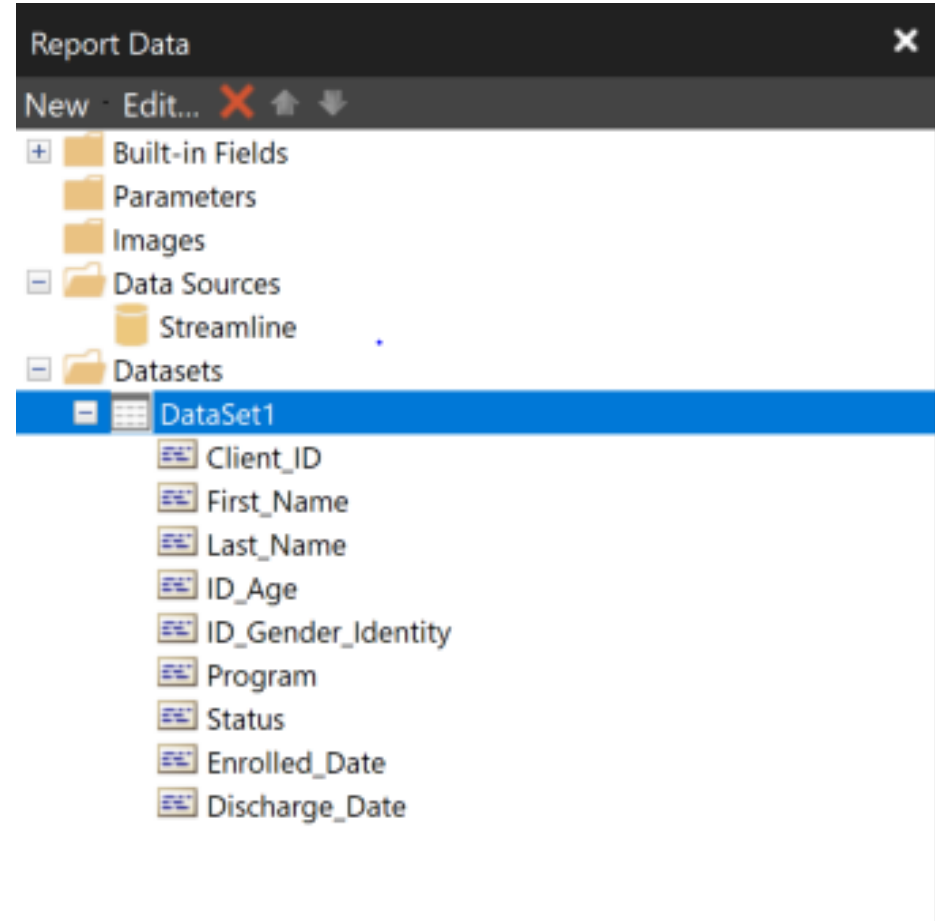 Report Data
New Edit...
Built-in Fields
Parameters
Images
Data Sources
Streamline
Datasets
DataSet1
Client_ID
First_Name
Last_Name
ID_Age
ID_Gender_Identity
Program
Status
Enrolled_Date
Discharge_Date